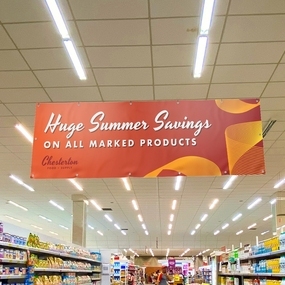 Huge Summer Savings
ON ALL MARKED PRODUCTS
Chesterton